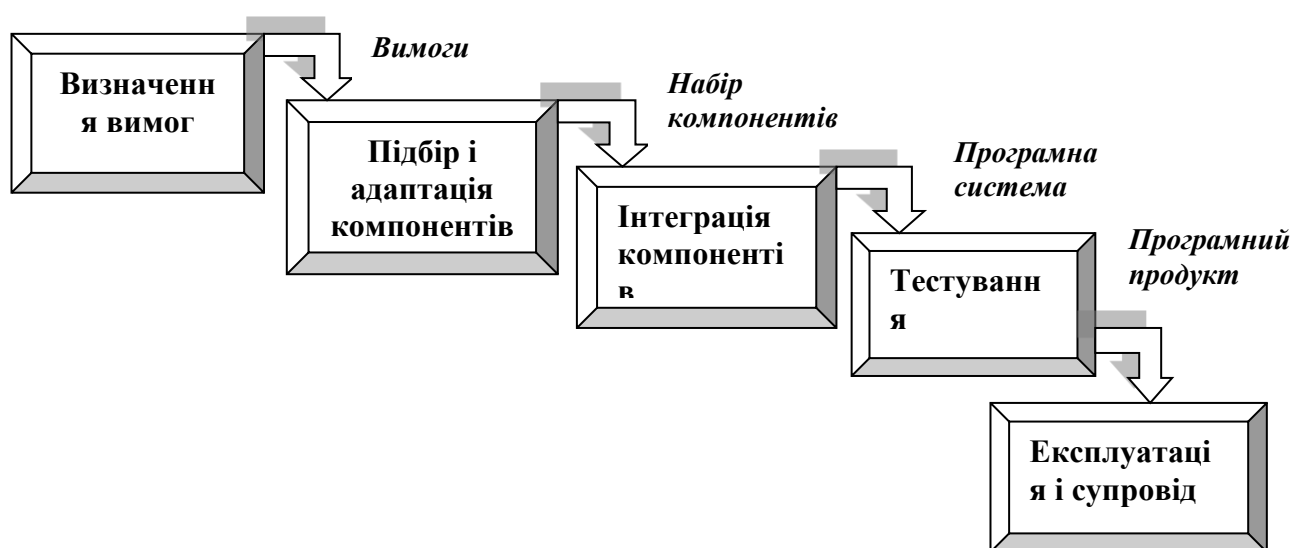 Визначенн
я вимог
Вимоги
Підбір і
адаптація
компонентів
Набір
компонентів
Інтеграція
компоненті
в
Програмна
система
Тестуванн
я
Програмний
продукт
Експлуатаці
я і супровід